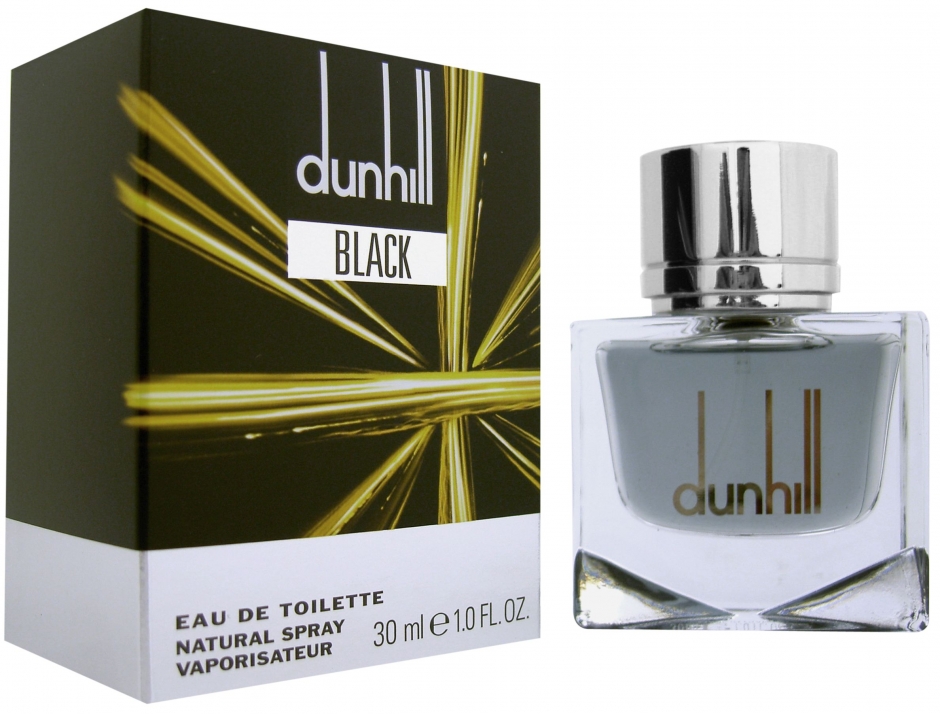 dunhill
BLACK
EAU DE TOILETTE
NATURAL SPRAY
VAPORISATEUR
30 ml ℮ 1.0 FL.OZ.
dunhill